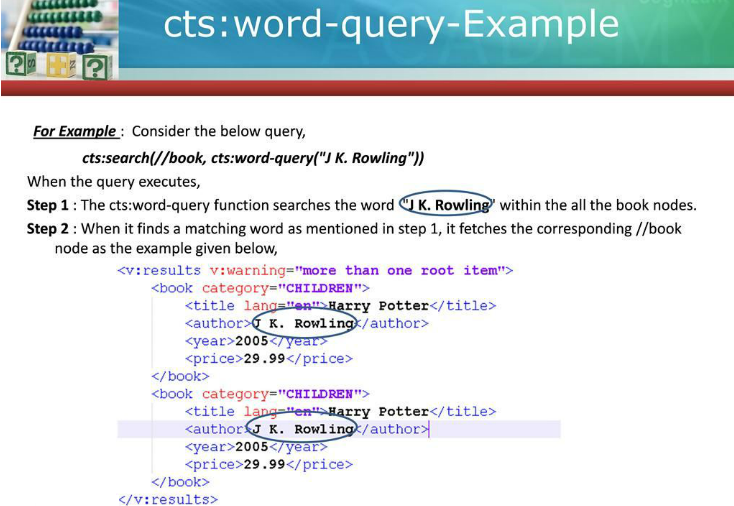 cts:word-query-Example
For Example : Consider the below query,
cts:search(//book, cts:word-query("J K. Rowling"))
When the query executes,
Step 1 : The cts:word-query function searches the word "J K. Rowling" within the all the book nodes.
Step 2 : When it finds a matching word as mentioned in step 1, it fetches the corresponding //book
node as the example given below,
<v:results v:warning="more than one root item">
<book category="CHILDREN">
<title lang="en">Harry Potter</title>
<author>J K. Rowling</author>
<year>2005</year>
<price>29.99</price>
</book>
<book category="CHILDREN">
<title lang="en">Harry Potter</title>
<author>J K. Rowling</author>
<year>2005</year>
<price>29.99</price>
</book>
</v:results>